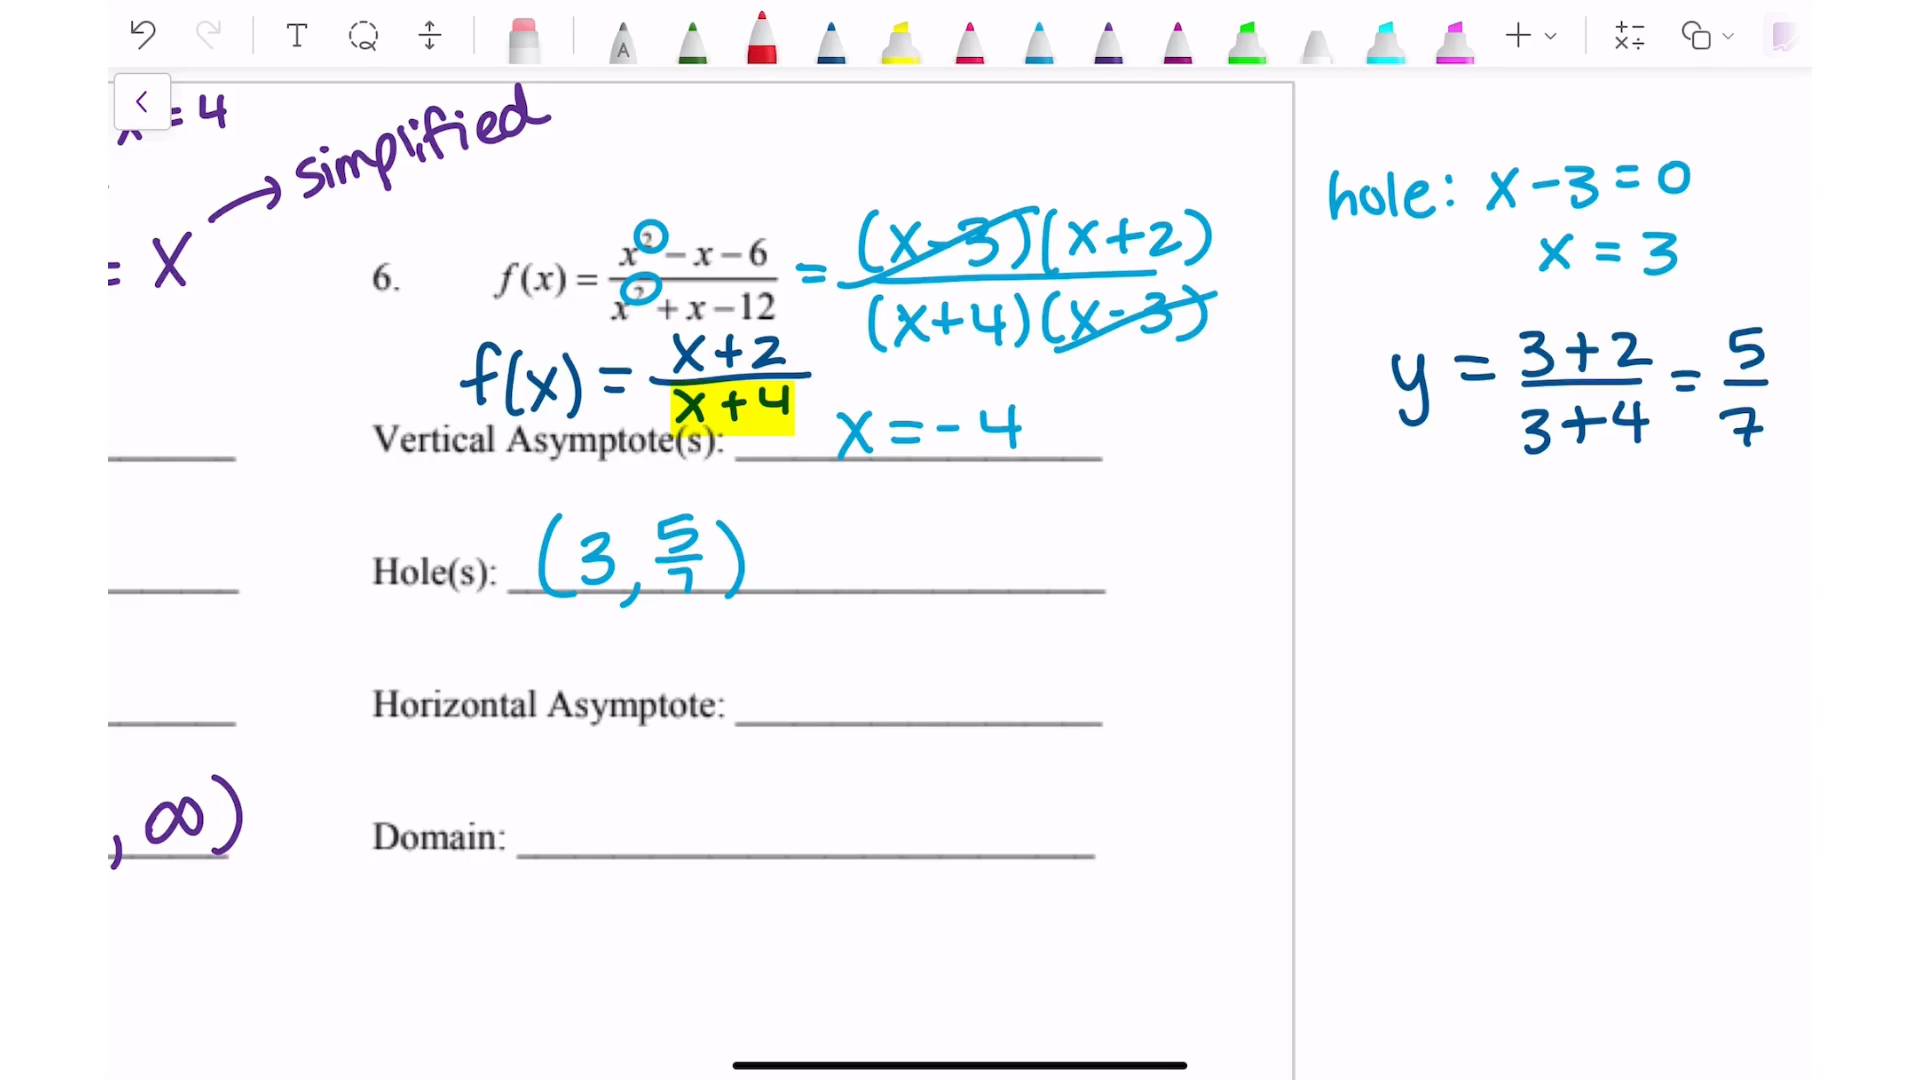 T
A
x = 4
simplified
= x
6. f(x) = x² - x - 6 / x² + x - 12 = (x-3)(x+2) / (x+4)(x-3)
f(x) = x+2 / x+4
Vertical Asymptote(s): x = -4
Hole(s): (3, 5/7)
Horizontal Asymptote:
, ∞)
Domain:
hole: x-3=0
x = 3
y = 3+2 / 3+4 = 5/7